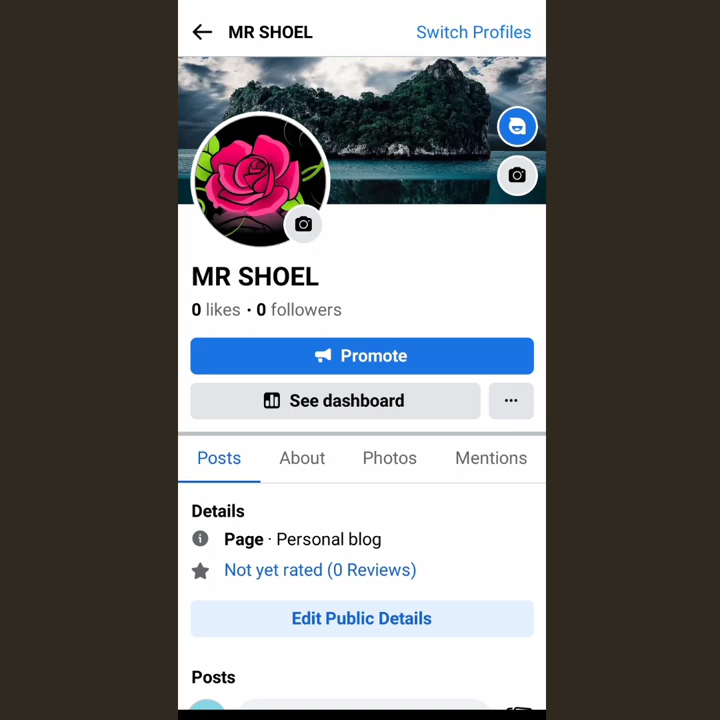 MR SHOEL Switch Profiles
MR SHOEL
0 likes • 0 followers
Promote
See dashboard
Posts About Photos Mentions
Details
Page · Personal blog
Not yet rated (0 Reviews)
Edit Public Details
Posts